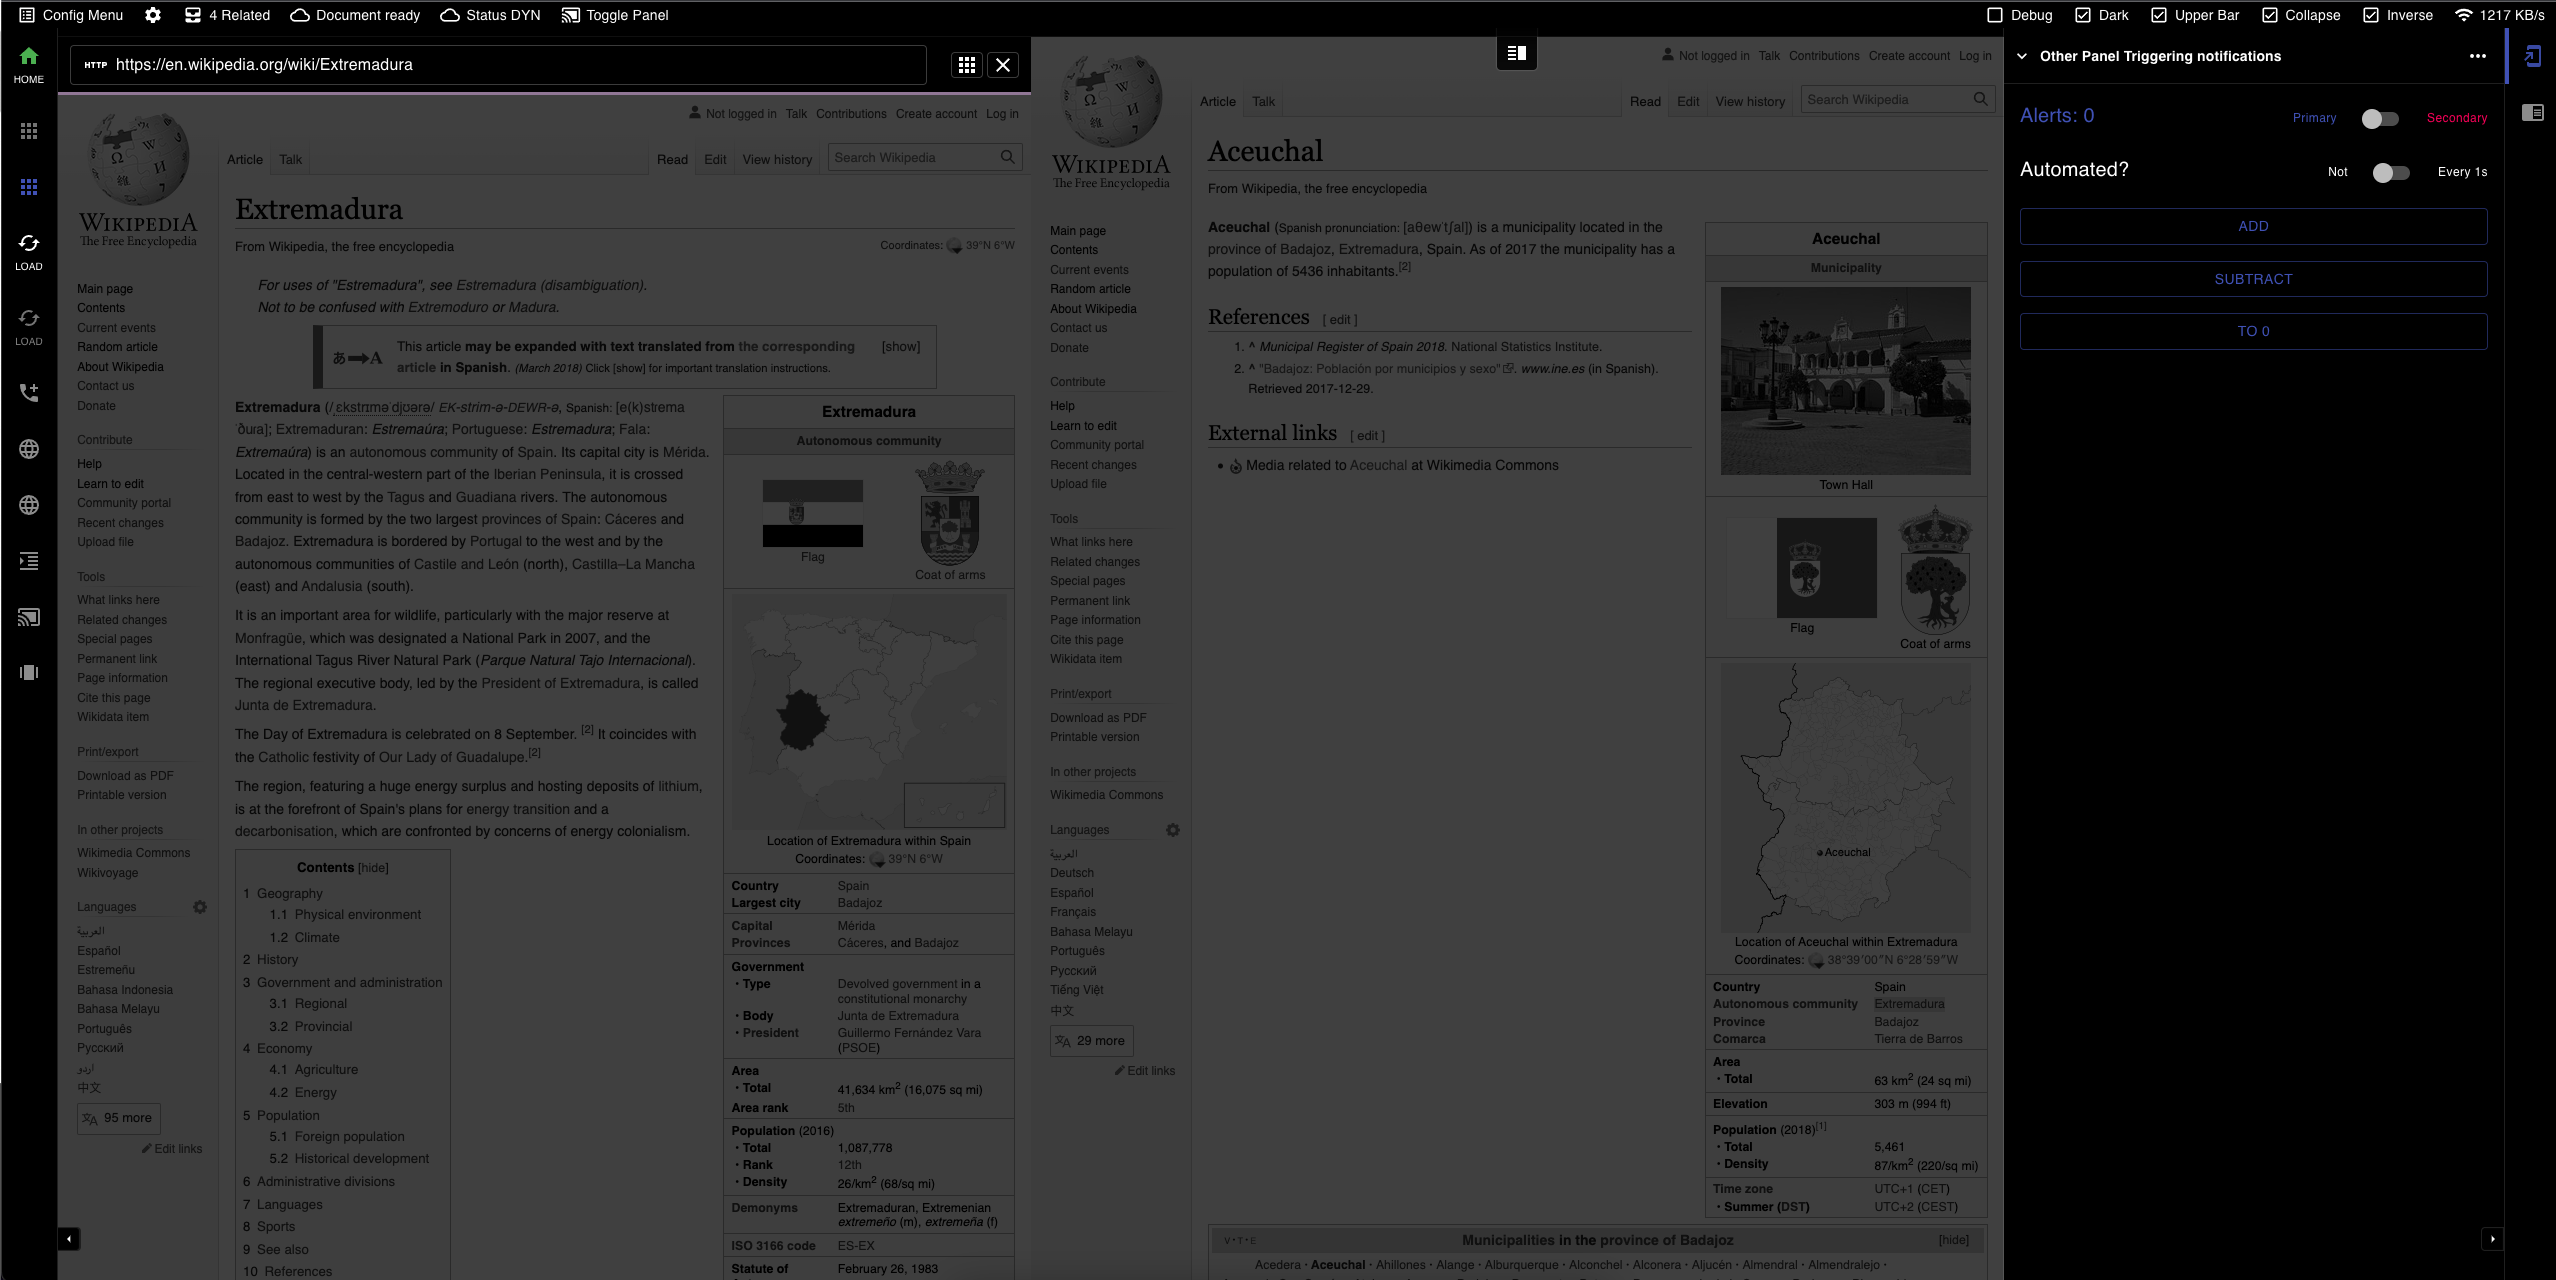 Config Menu
4 Related
Document ready
Status DYN
Toggle Panel
Debug
Dark
Upper Bar
Collapse
Inverse
1217 KB/s
HOME
LOAD
LOAD
HTTP https://en.wikipedia.org/wiki/Extremadura
Not logged in Talk Contributions Create account Log in
WIKIPEDIA
The Free Encyclopedia
Article Talk
Read Edit View history
Search Wikipedia
Main page
Contents
Current events
Random article
About Wikipedia
Contact us
Donate
Contribute
Help
Learn to edit
Community portal
Recent changes
Upload file
Tools
What links here
Related changes
Special pages
Permanent link
Page information
Cite this page
Wikidata item
Print/export
Download as PDF
Printable version
In other projects
Wikimedia Commons
Wikivoyage
Languages
العربية
Español
Estremeñu
Bahasa Indonesia
Bahasa Melayu
Português
Русский
اردو
中文
95 more
Edit links
Extremadura
From Wikipedia, the free encyclopedia
Coordinates: 39°N 6°W
For uses of "Estremadura", see Estremadura (disambiguation).
Not to be confused with Extremoduro or Madura.
This article may be expanded with text translated from the corresponding
article in Spanish. (March 2018) Click [show] for important translation instructions.
[show]
Extremadura (/ˌɛkstrɪməˈdjʊərə/ EK-strim-ə-DEWR-ə, Spanish: [e(k)stɾema
ˈðuɾa]; Extremaduran: Estremaúra; Portuguese: Estremadura; Fala:
Extremaúra) is an autonomous community of Spain. Its capital city is Mérida.
Located in the central-western part of the Iberian Peninsula, it is crossed
from east to west by the Tagus and Guadiana rivers. The autonomous
community is formed by the two largest provinces of Spain: Cáceres and
Badajoz. Extremadura is bordered by Portugal to the west and by the
autonomous communities of Castile and León (north), Castilla–La Mancha
(east) and Andalusia (south).
It is an important area for wildlife, particularly with the major reserve at
Monfragüe, which was designated a National Park in 2007, and the
International Tagus River Natural Park (Parque Natural Tajo Internacional).
The regional executive body, led by the President of Extremadura, is called
Junta de Extremadura.
The Day of Extremadura is celebrated on 8 September. [2] It coincides with
the Catholic festivity of Our Lady of Guadalupe.[2]
The region, featuring a huge energy surplus and hosting deposits of lithium,
is at the forefront of Spain's plans for energy transition and a
decarbonisation, which are confronted by concerns of energy colonialism.
Contents [hide]
1 Geography
1.1 Physical environment
1.2 Climate
2 History
3 Government and administration
3.1 Regional
3.2 Provincial
4 Economy
4.1 Agriculture
4.2 Energy
5 Population
5.1 Foreign population
5.2 Historical development
6 Administrative divisions
7 Languages
8 Sports
9 See also
10 References
Extremadura
Autonomous community
Flag
Coat of arms
Location of Extremadura within Spain
Coordinates: 39°N 6°W
Country Spain
Largest city Badajoz
Capital Mérida
Provinces Cáceres, and Badajoz
Government
• Type Devolved government in a
constitutional monarchy
• Body Junta de Extremadura
• President Guillermo Fernández Vara
(PSOE)
Area
• Total 41,634 km2 (16,075 sq mi)
Area rank 5th
Population (2016)
• Total 1,087,778
• Rank 12th
• Density 26/km2 (68/sq mi)
Demonyms Extremaduran, Extremenian
extremeño (m), extremeña (f)
ISO 3166 code ES-EX
Statute of February 26, 1983
Not logged in Talk Contributions Create account Log in
WIKIPEDIA
The Free Encyclopedia
Article Talk
Read Edit View history
Search Wikipedia
Main page
Contents
Current events
Random article
About Wikipedia
Contact us
Donate
Contribute
Help
Learn to edit
Community portal
Recent changes
Upload file
Tools
What links here
Related changes
Special pages
Permanent link
Page information
Cite this page
Wikidata item
Print/export
Download as PDF
Printable version
In other projects
Wikimedia Commons
Languages
العربية
Deutsch
Español
Français
Bahasa Melayu
Português
Русский
Tiếng Việt
中文
29 more
Edit links
Aceuchal
From Wikipedia, the free encyclopedia
Aceuchal (Spanish pronunciation: [aθewˈtʃal]) is a municipality located in the
province of Badajoz, Extremadura, Spain. As of 2017 the municipality has a
population of 5436 inhabitants.[2]
References [ edit ]
1. ^ Municipal Register of Spain 2018. National Statistics Institute.
2. ^ "Badajoz: Población por municipios y sexo". www.ine.es (in Spanish).
Retrieved 2017-12-29.
External links [ edit ]
• Media related to Aceuchal at Wikimedia Commons
Aceuchal
Municipality
Town Hall
Flag
Coat of arms
Aceuchal
Location of Aceuchal within Extremadura
Coordinates: 38°39′00″N 6°28′59″W
Country Spain
Autonomous community Extremadura
Province Badajoz
Comarca Tierra de Barros
Area
• Total 63 km2 (24 sq mi)
Elevation 303 m (994 ft)
Population (2018)[1]
• Total 5,461
• Density 87/km2 (220/sq mi)
Time zone UTC+1 (CET)
• Summer (DST) UTC+2 (CEST)
V • T • E Municipalities in the province of Badajoz [hide]
Acedera · Aceuchal · Ahillones · Alange · Alburquerque · Alconchel · Alconera · Aljucén · Almendral · Almendralejo ·
Other Panel Triggering notifications
Alerts: 0
Primary
Secondary
Automated?
Not
Every 1s
ADD
SUBTRACT
TO 0